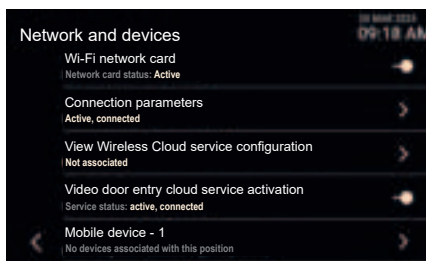 Network and devices
09:18 AM
Wi-Fi network card
Network card status: Active
Connection parameters
Active, connected
View Wireless Cloud service configuration
Not associated
Video door entry cloud service activation
Service status: active, connected
Mobile device - 1
No devices associated with this position